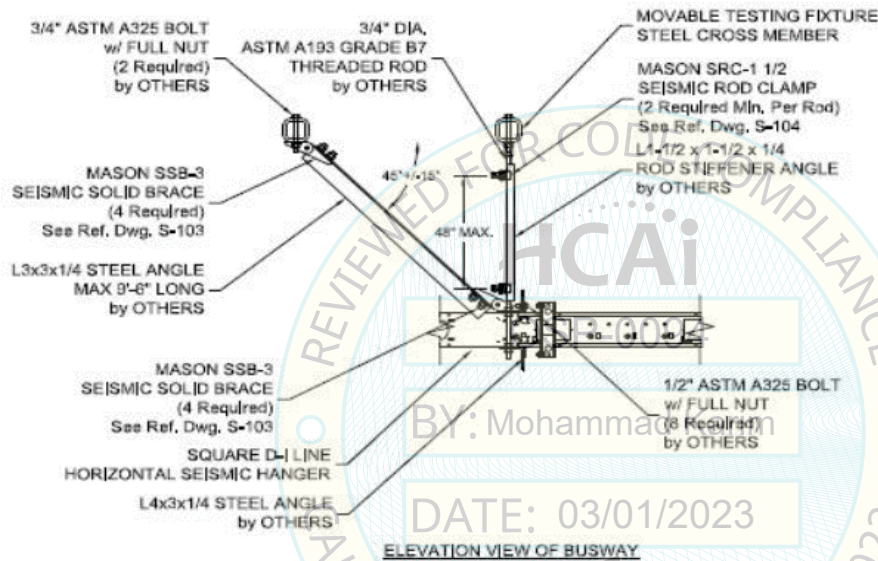 3/4" ASTM A325 BOLT
w/ FULL NUT
(2 Required)
by OTHERS
3/4" DIA.
ASTM A193 GRADE B7
THREADED ROD
by OTHERS
MOVABLE TESTING FIXTURE
STEEL CROSS MEMBER
MASON SRC-1 1/2
SEISMIC ROD CLAMP
(2 Required Min. Per Rod)
See Ref. Dwg. S-104
L1-1/2 x 1-1/2 x 1/4
ROD STIFFENER ANGLE
by OTHERS
MASON SSB-3
SEISMIC SOLID BRACE
(4 Required)
See Ref. Dwg. S-103
45°+/-15°
48" MAX.
L3x3x1/4 STEEL ANGLE
MAX 9'-6" LONG
by OTHERS
MASON SSB-3
SEISMIC SOLID BRACE
(4 Required)
See Ref. Dwg. S-103
SQUARE D-I LINE
HORIZONTAL SEISMIC HANGER
L4x3x1/4 STEEL ANGLE
by OTHERS
1/2" ASTM A325 BOLT
w/ FULL NUT
(8 Required)
by OTHERS
ELEVATION VIEW OF BUSWAY
REVIEWED FOR CODE COMPLIANCE
HCAi
BY: Mohammad Karim
DATE: 03/01/2023